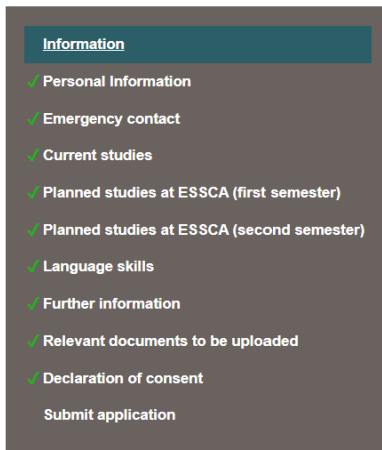 Information
Personal Information
Emergency contact
Current studies
Planned studies at ESSCA (first semester)
Planned studies at ESSCA (second semester)
Language skills
Further information
Relevant documents to be uploaded
Declaration of consent
Submit application